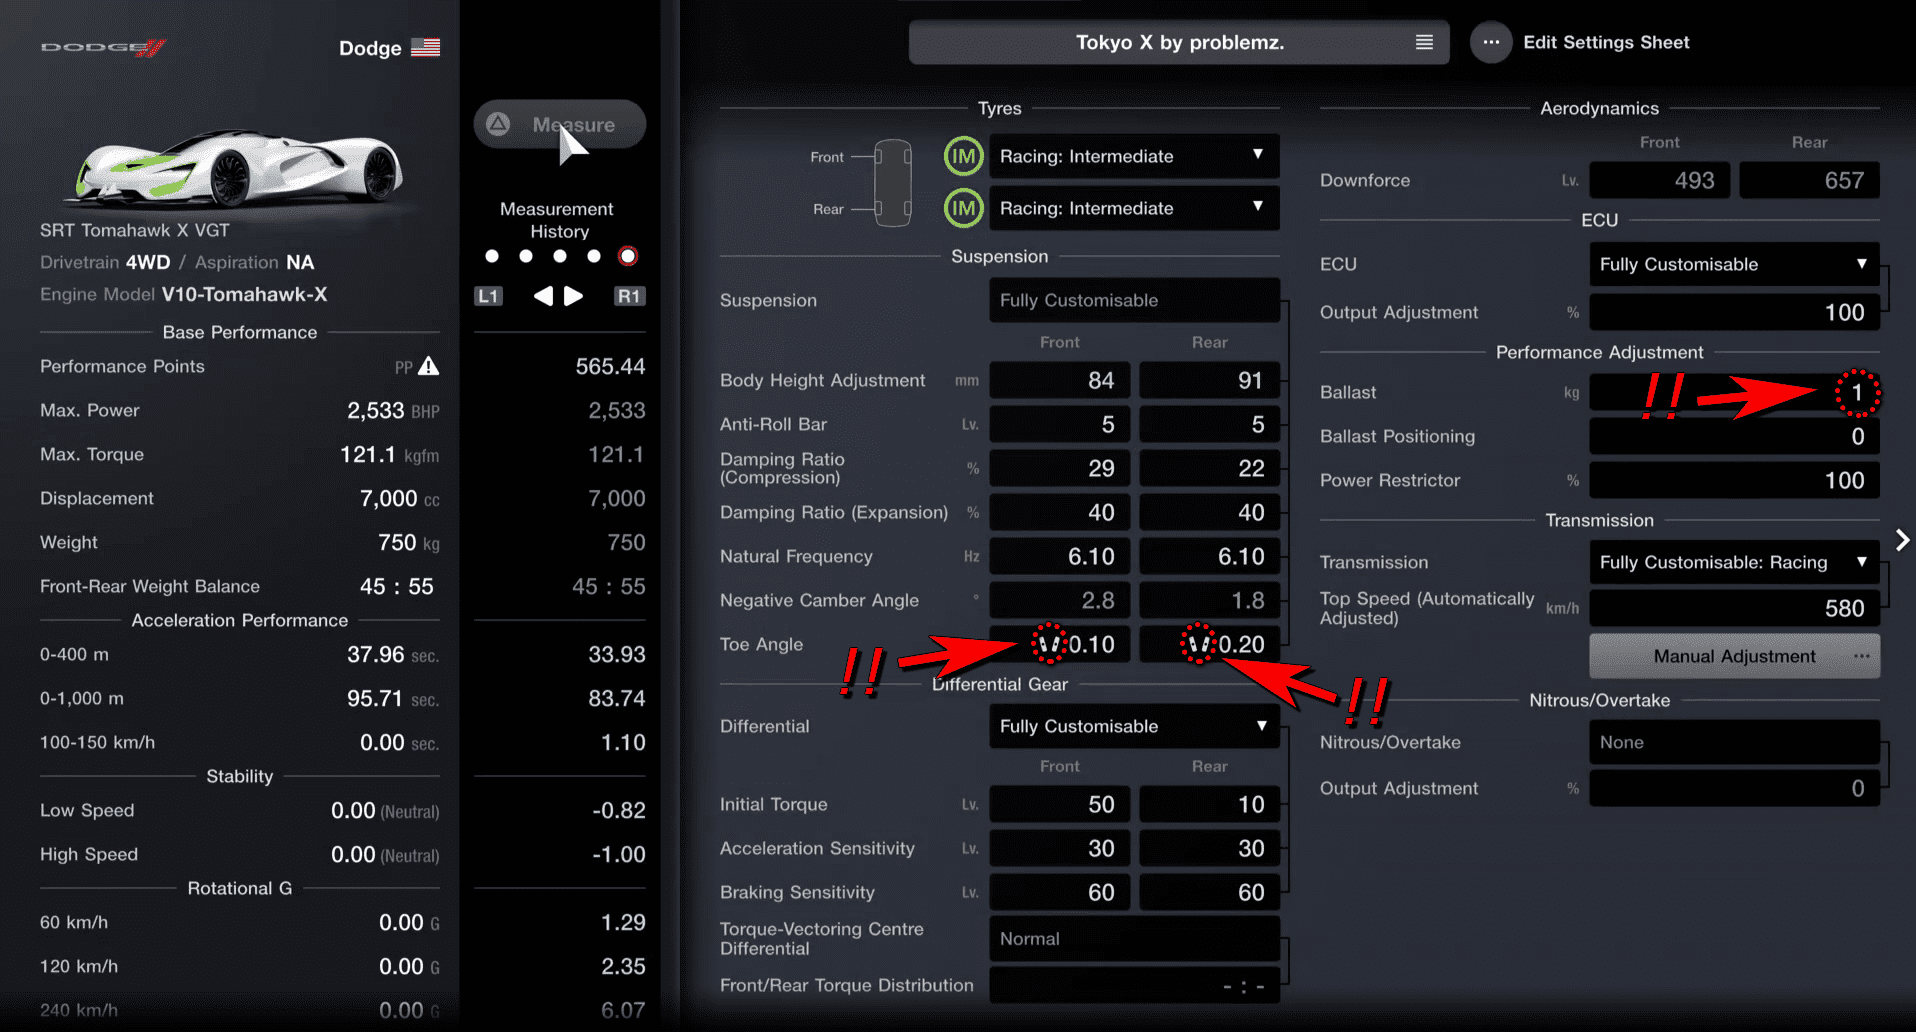 DODGE
Dodge
SRT Tomahawk X VGT
Drivetrain 4WD / Aspiration NA
Engine Model V10-Tomahawk-X
Base Performance
Performance Points PP
Max. Power 2,533 BHP
Max. Torque 121.1 kgfm
Displacement 7,000 cc
Weight 750 kg
Front-Rear Weight Balance 45 : 55
Acceleration Performance
0-400 m 37.96 sec.
0-1,000 m 95.71 sec.
100-150 km/h 0.00 sec.
Stability
Low Speed 0.00 (Neutral)
High Speed 0.00 (Neutral)
Rotational G
60 km/h 0.00 G
120 km/h 0.00 G
240 km/h 0.00 G
Measure
Measurement
History
L1 R1
565.44
2,533
121.1
7,000
750
45 : 55
33.93
83.74
1.10
-0.82
-1.00
1.29
2.35
6.07
Tokyo X by problemz.
Edit Settings Sheet
Tyres
Front IM Racing: Intermediate
Rear IM Racing: Intermediate
Suspension
Suspension Fully Customisable
Front Rear
Body Height Adjustment mm 84 91
Anti-Roll Bar Lv. 5 5
Damping Ratio
(Compression) % 29 22
Damping Ratio (Expansion) % 40 40
Natural Frequency Hz 6.10 6.10
Negative Camber Angle ° 2.8 1.8
Toe Angle 0.10 0.20
!! !!
Differential Gear
Differential Fully Customisable
Front Rear
Initial Torque Lv. 50 10
Acceleration Sensitivity Lv. 30 30
Braking Sensitivity Lv. 60 60
Torque-Vectoring Centre
Differential Normal
Front/Rear Torque Distribution - : -
Aerodynamics
Front Rear
Downforce Lv. 493 657
ECU
ECU Fully Customisable
Output Adjustment % 100
Performance Adjustment
Ballast kg !! 1
Ballast Positioning 0
Power Restrictor % 100
Transmission
Transmission Fully Customisable: Racing
Top Speed (Automatically
Adjusted) km/h 580
Manual Adjustment
Nitrous/Overtake
Nitrous/Overtake None
Output Adjustment % 0